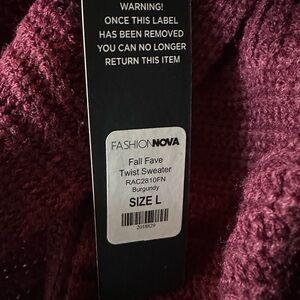 WARNING!
ONCE THIS LABEL
HAS BEEN REMOVED
YOU CAN NO LONGER
RETURN THIS ITEM
FASHIONNOVA
Fall Fave
Twist Sweater
RAC2810FN
Burgundy
SIZE L
2018829